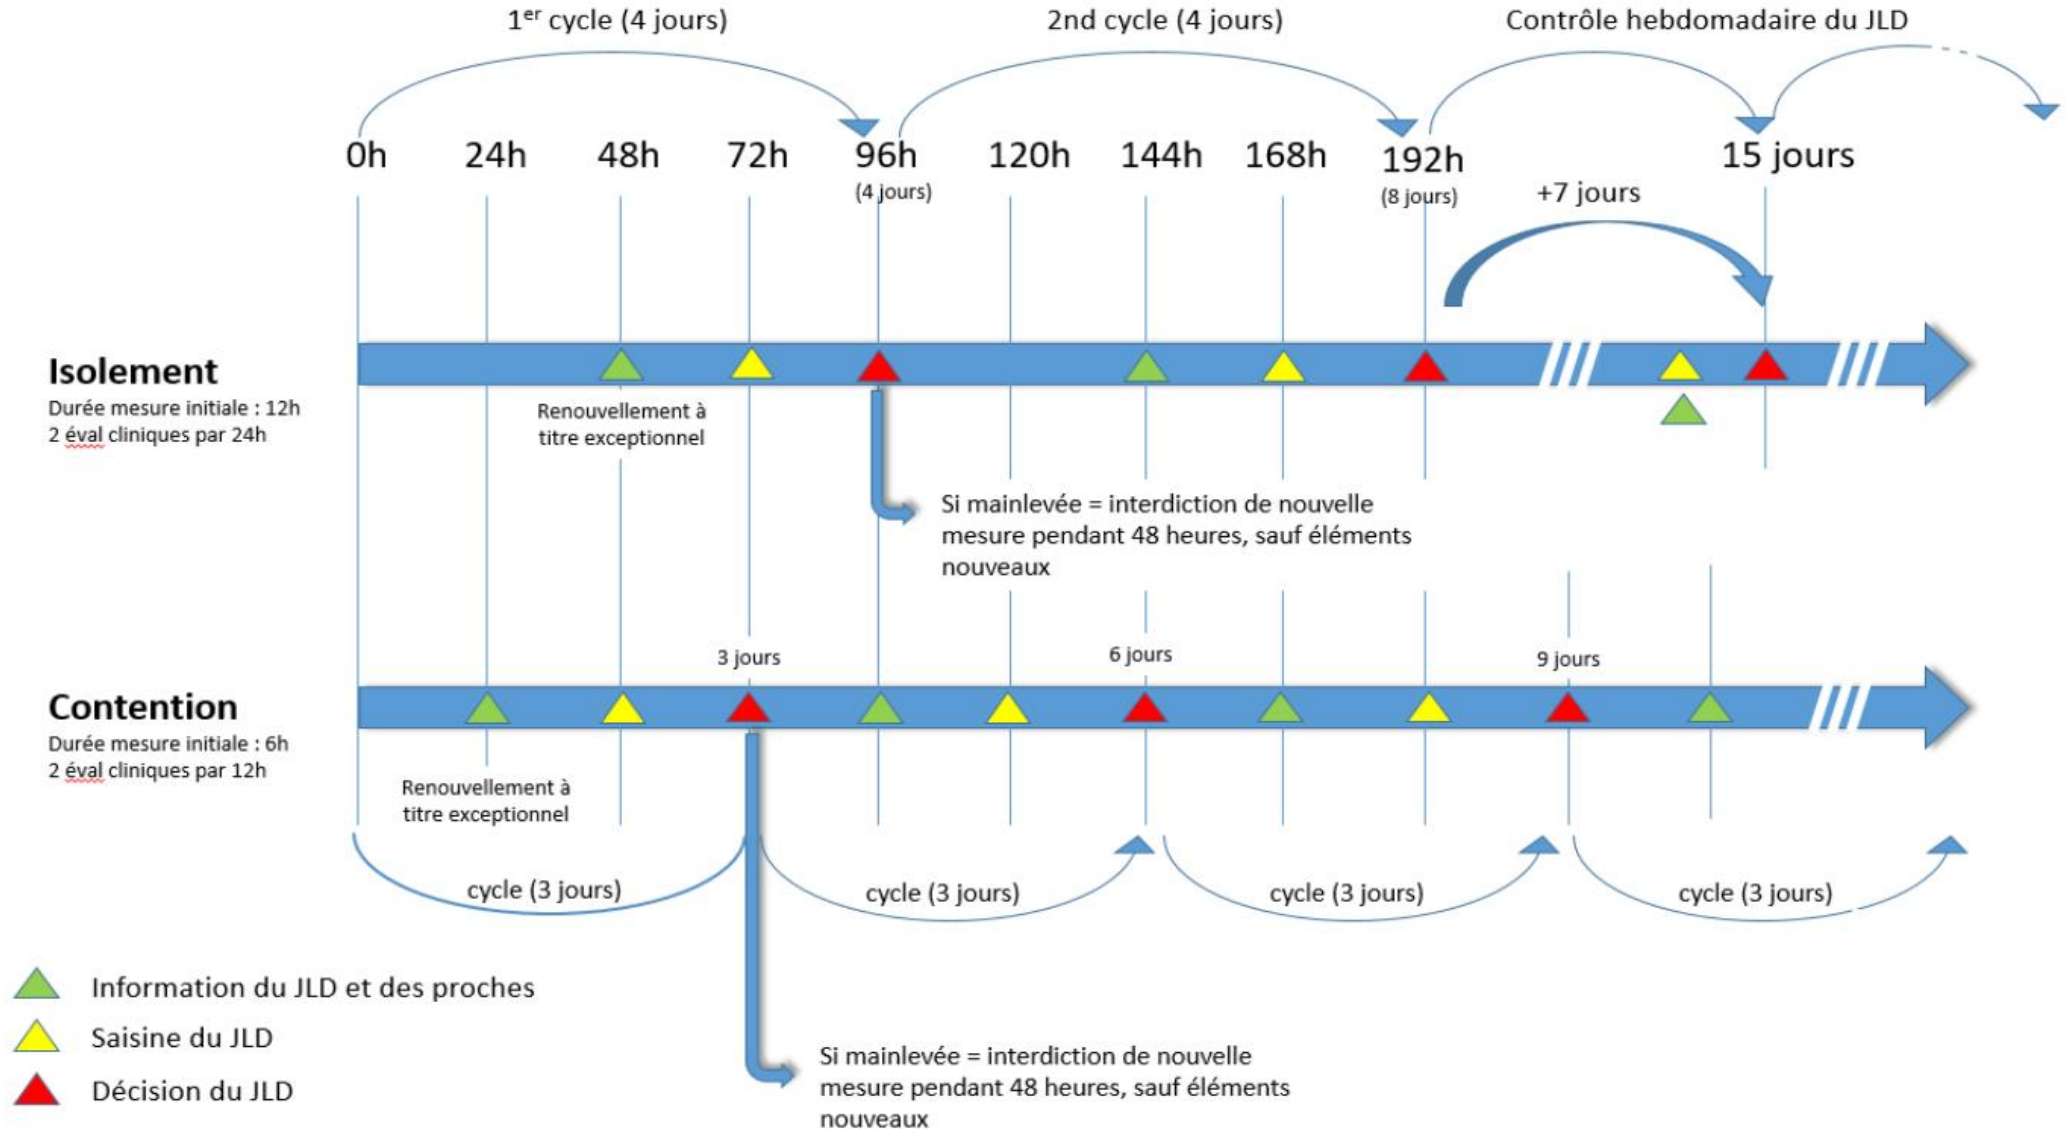 1er cycle (4 jours)
2nd cycle (4 jours)
Contrôle hebdomadaire du JLD
0h
24h
48h
72h
96h
120h
144h
168h
192h
15 jours
(4 jours)
(8 jours)
+7 jours
Isolement
Durée mesure initiale : 12h
2 éval cliniques par 24h
Renouvellement à
titre exceptionnel
Si mainlevée = interdiction de nouvelle
mesure pendant 48 heures, sauf éléments
nouveaux
3 jours
6 jours
9 jours
Contention
Durée mesure initiale : 6h
2 éval cliniques par 12h
Renouvellement à
titre exceptionnel
cycle (3 jours)
cycle (3 jours)
cycle (3 jours)
cycle (3 jours)
Information du JLD et des proches
Saisine du JLD
Décision du JLD
Si mainlevée = interdiction de nouvelle
mesure pendant 48 heures, sauf éléments
nouveaux